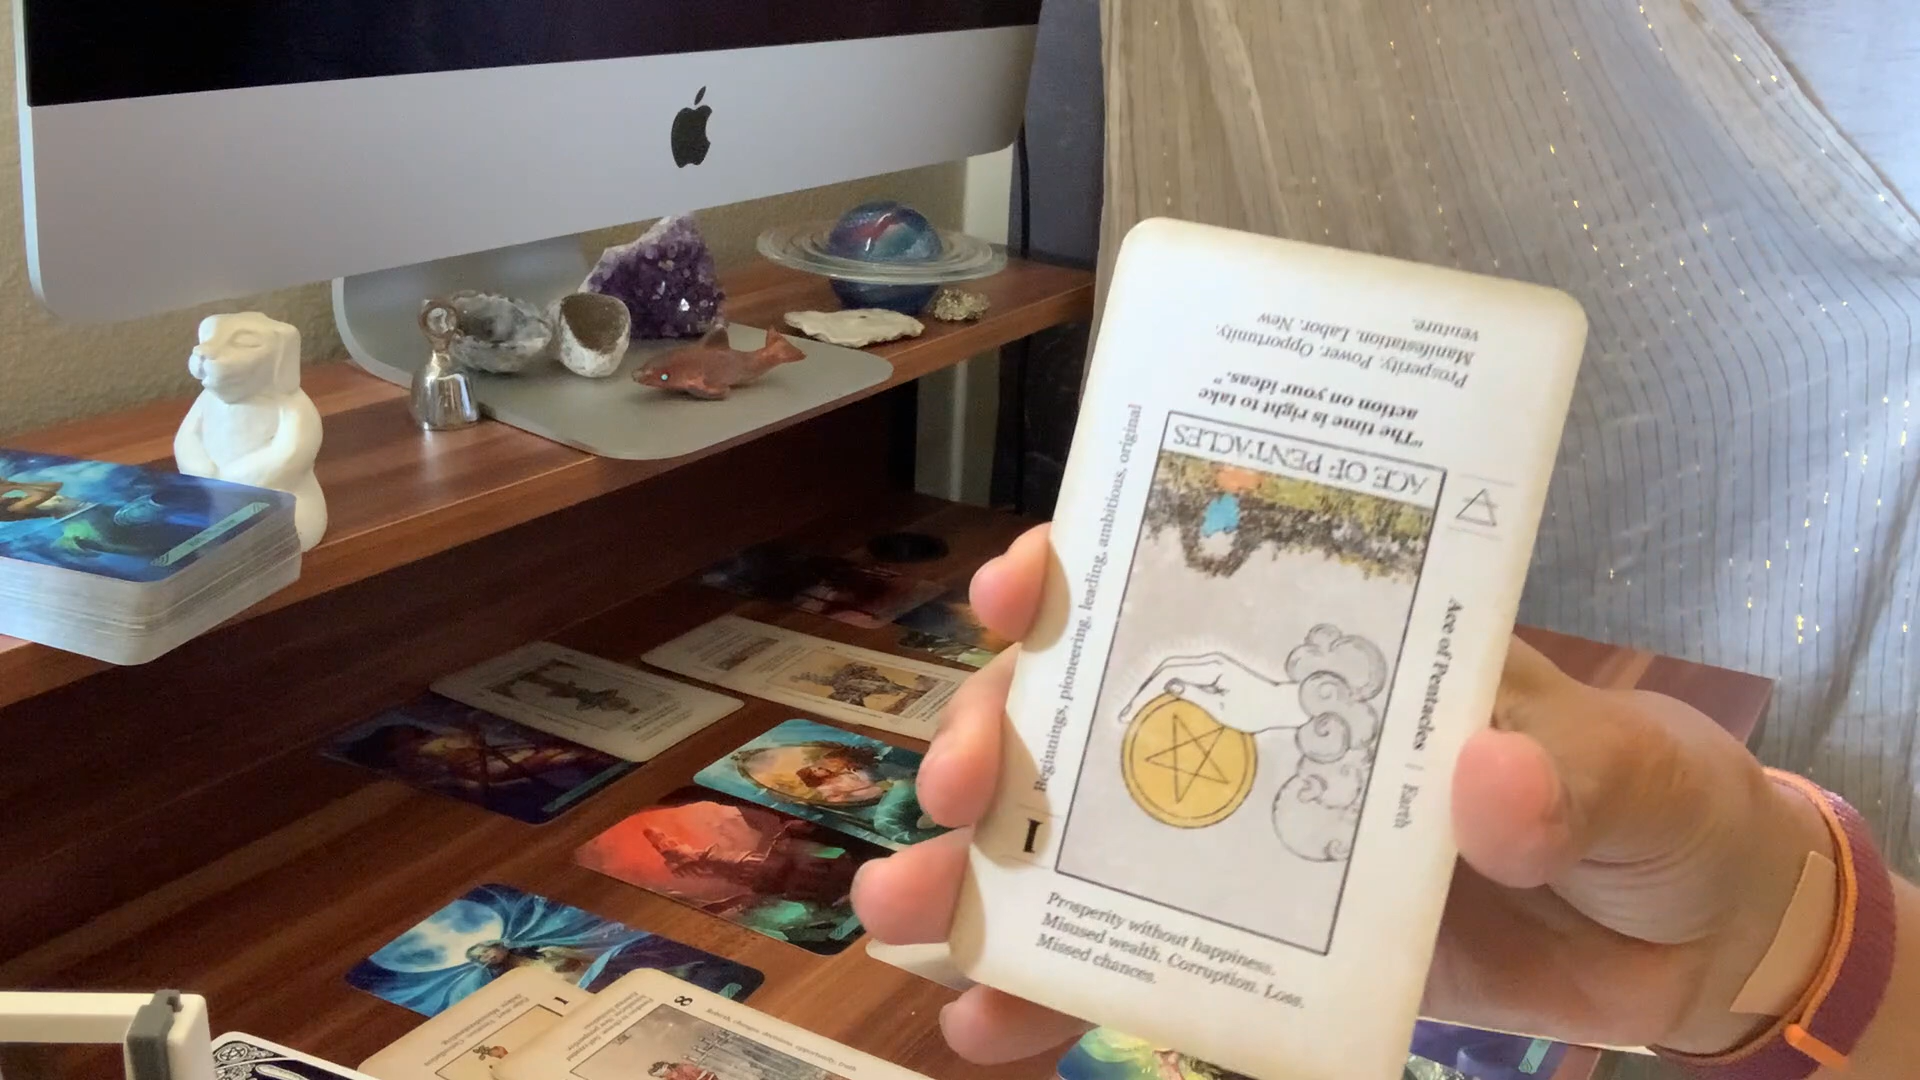 Prosperity. Power. Opportunity.
Manifestation. Labor. New
venture.
"The time is right to take
action on your ideas."
ACE OF PENTACLES
Beginnings, pioneering, leading, ambitious, original
I
Ace of Pentacles | Earth
Prosperity without happiness.
Misused wealth. Corruption. Loss.
Missed chances.
I
8